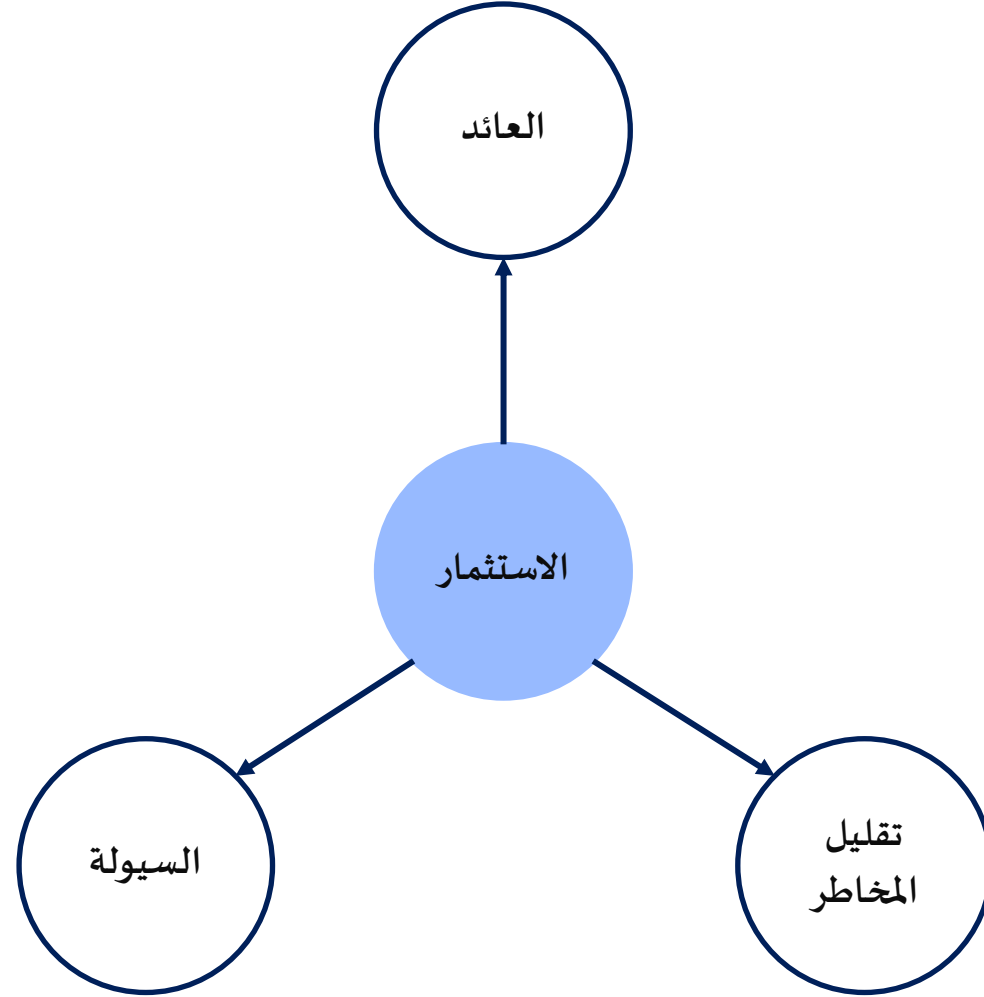 العائد
الاستثمار
تقليل
المخاطر
السيولة